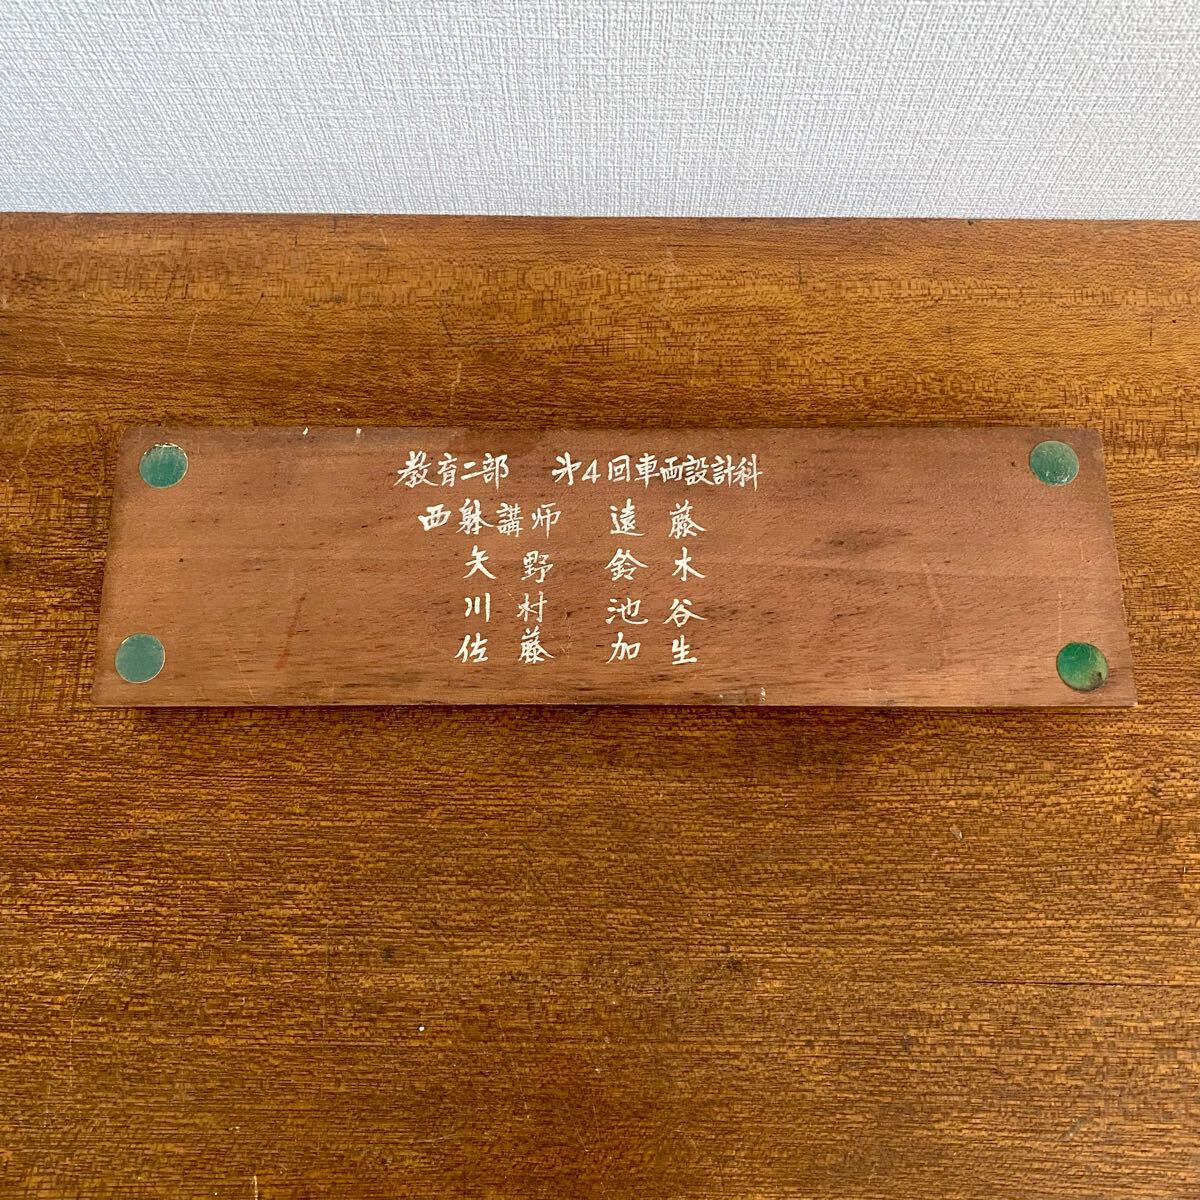 教育二部 㐧4回車両設計科
西躰講师 遠藤
矢野 鈴木
川村 池谷
佐藤 加生